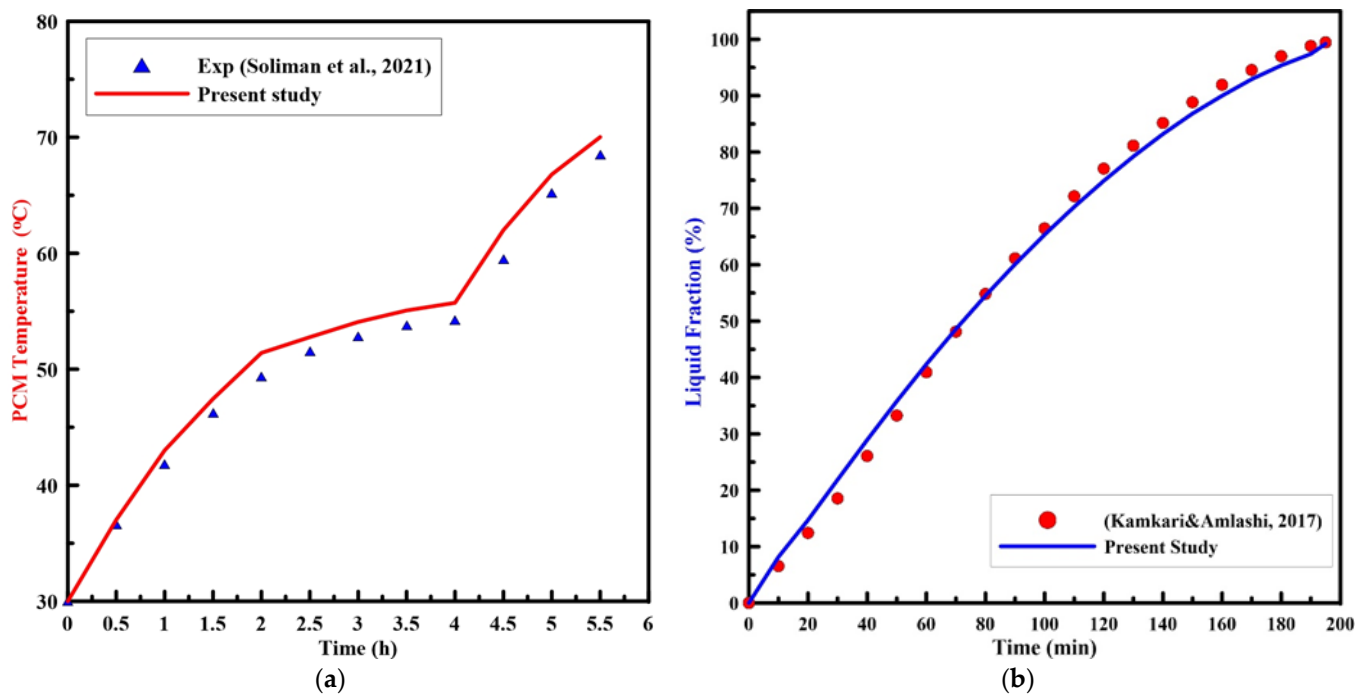 80
70
60
50
40
30
PCM Temperature (ºC)
Exp (Soliman et al., 2021)
Present study
0 0.5 1 1.5 2 2.5 3 3.5 4 4.5 5 5.5 6
Time (h)
(a)
100
90
80
70
60
50
40
30
20
10
0
Liquid Fraction (%)
(Kamkari&Amlashi, 2017)
Present Study
0 20 40 60 80 100 120 140 160 180 200
Time (min)
(b)